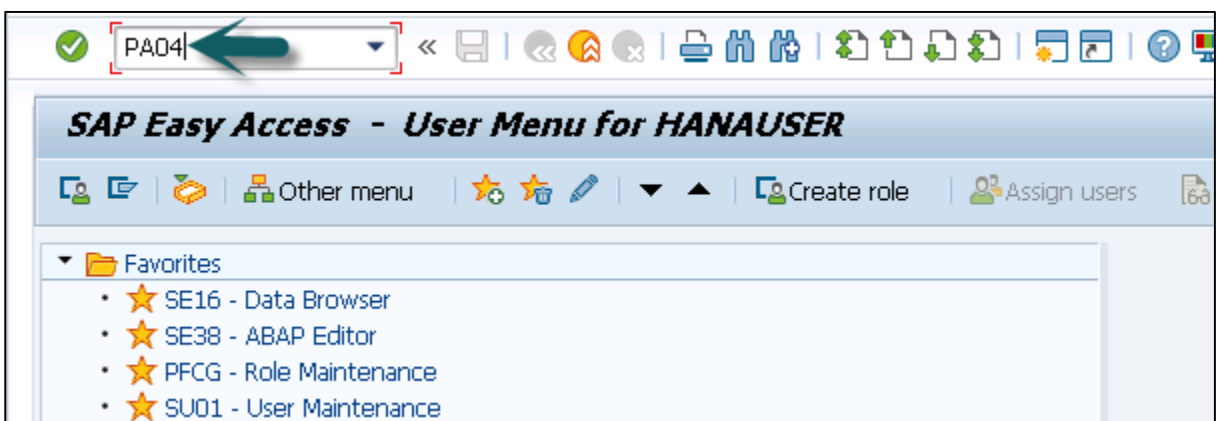 PA04
SAP Easy Access - User Menu for HANAUSER
Other menu Create role Assign users
Favorites
SE16 - Data Browser
SE38 - ABAP Editor
PFCG - Role Maintenance
SU01 - User Maintenance